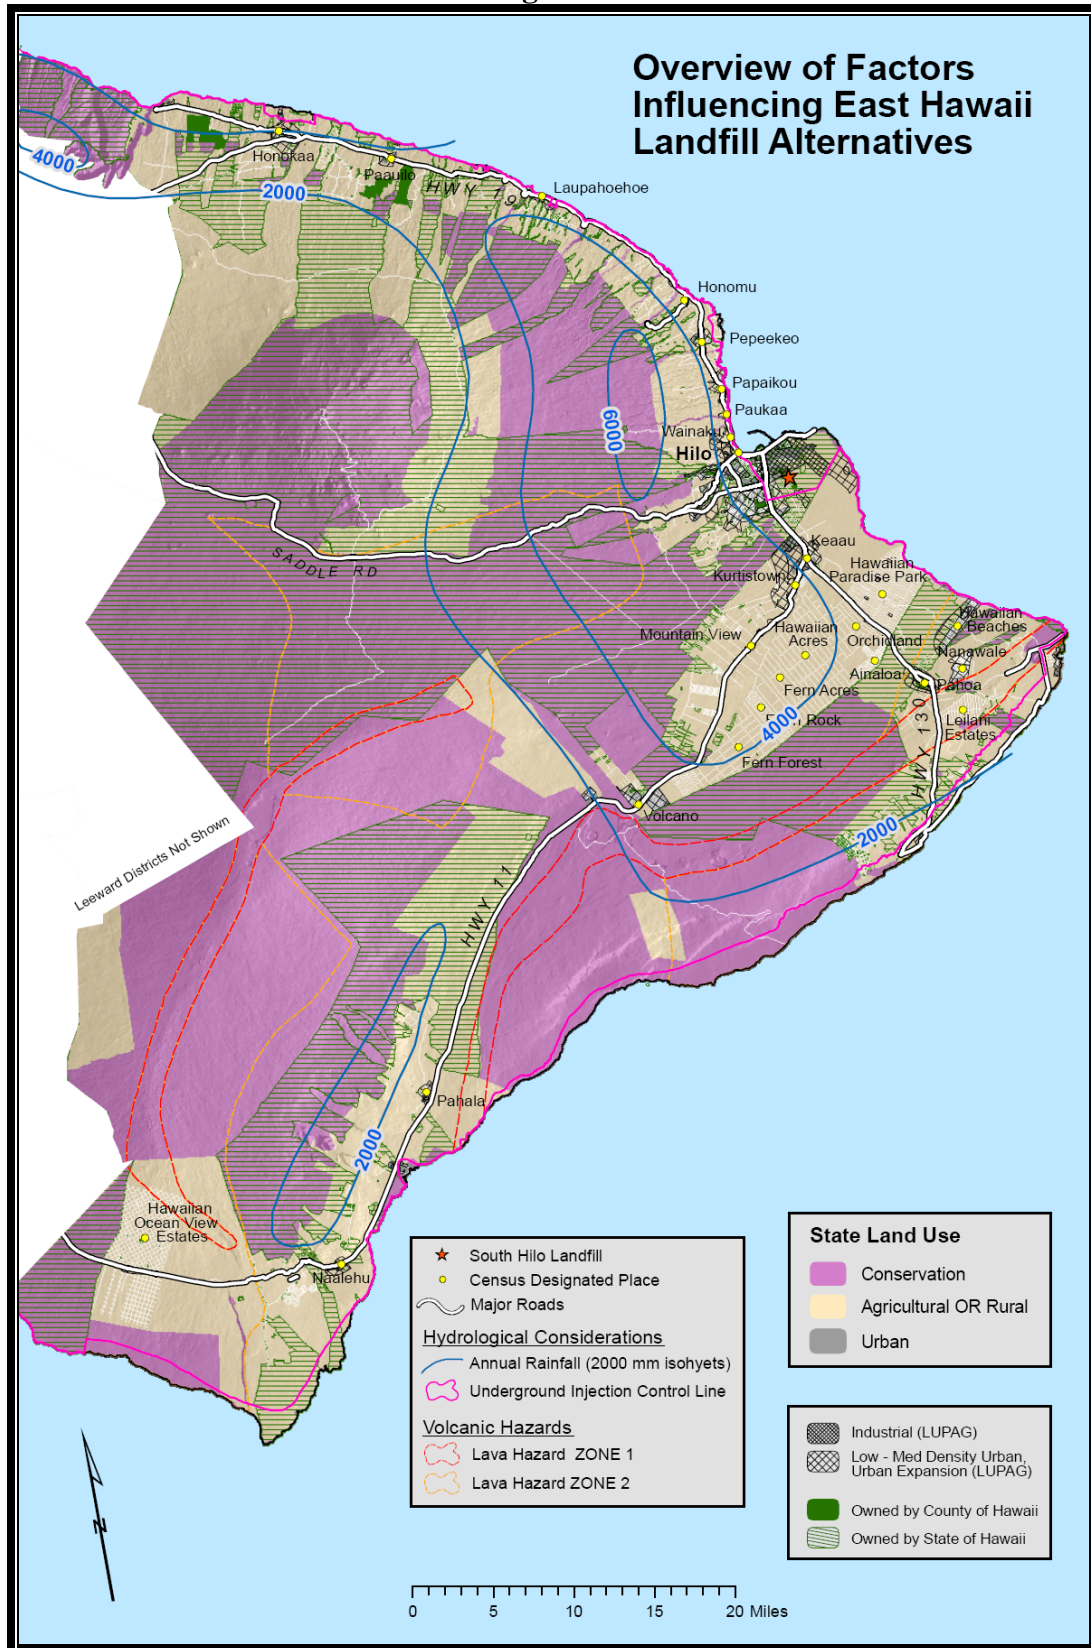 Overview of Factors
Influencing East Hawaii
Landfill Alternatives
4000
Honokaa
Paauilo
2000
HWY 19
Laupahoehoe
Honomu
Pepeekeo
Papaikou
Paukaa
Wainaku
Hilo
6000
SADDLE RD
Keaau
Hawaiian
Paradise Park
Kurtistown
Hawaiian
Beaches
Mountain View
Hawaiian
Acres
Orchidland
Nanawale
Ainaloa
Pahoa
Fern Acres
Rock
4000
Leilani
Estates
HWY 130
Fern Forest
Volcano
2000
Leeward Districts Not Shown
HWY 11
Pahala
2000
Hawaiian
Ocean View
Estates
Naalehu
South Hilo Landfill
Census Designated Place
Major Roads
Hydrological Considerations
Annual Rainfall (2000 mm isohyets)
Underground Injection Control Line
Volcanic Hazards
Lava Hazard ZONE 1
Lava Hazard ZONE 2
State Land Use
Conservation
Agricultural OR Rural
Urban
Industrial (LUPAG)
Low - Med Density Urban,
Urban Expansion (LUPAG)
Owned by County of Hawaii
Owned by State of Hawaii
N
0 5 10 15 20 Miles